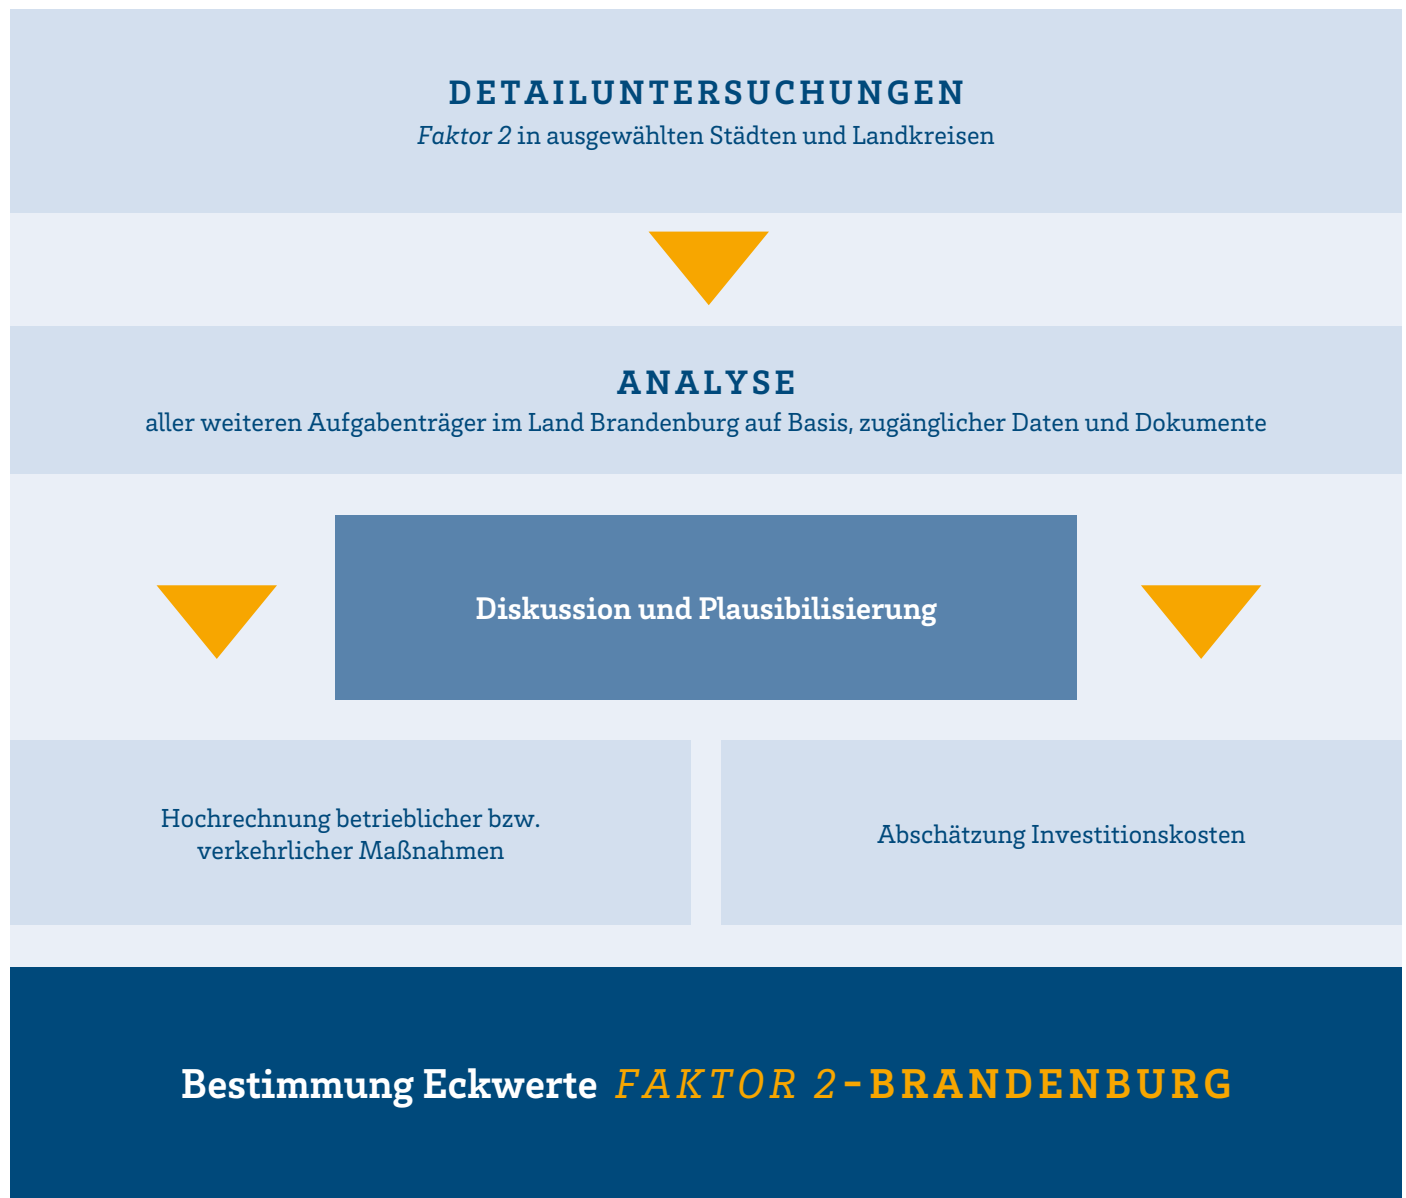 DETAILUNTERSUCHUNGEN
Faktor 2 in ausgewählten Städten und Landkreisen
ANALYSE
aller weiteren Aufgabenträger im Land Brandenburg auf Basis, zugänglicher Daten und Dokumente
Diskussion und Plausibilisierung
Hochrechnung betrieblicher bzw.
verkehrlicher Maßnahmen
Abschätzung Investitionskosten
Bestimmung Eckwerte FAKTOR 2-BRANDENBURG